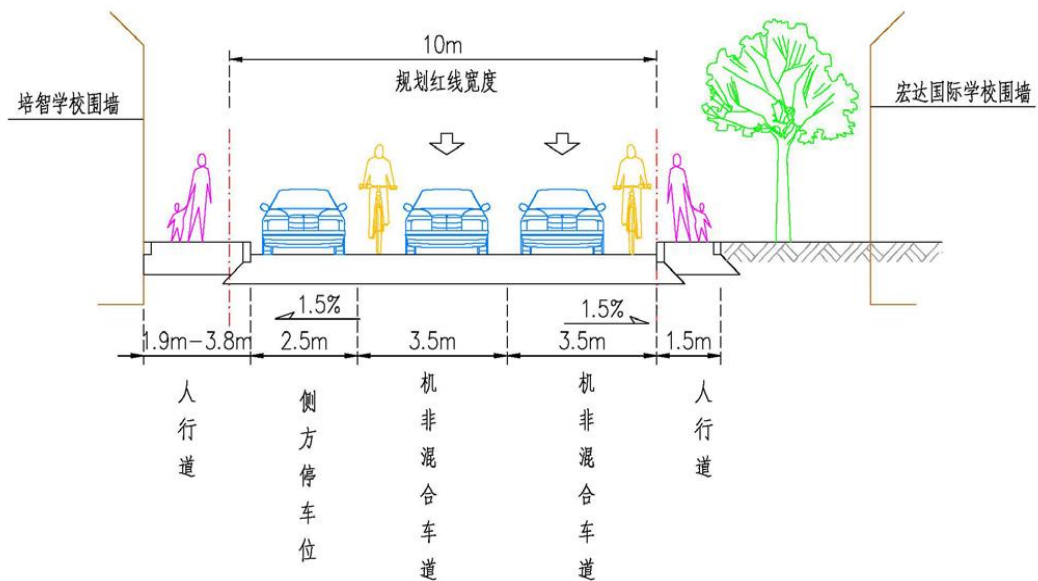 10m
规划红线宽度
培智学校围墙
宏达国际学校围墙
1.5%
1.5%
1.9m-3.8m
2.5m
3.5m
3.5m
1.5m
人行道
侧方停车位
机非混合车道
机非混合车道
人行道